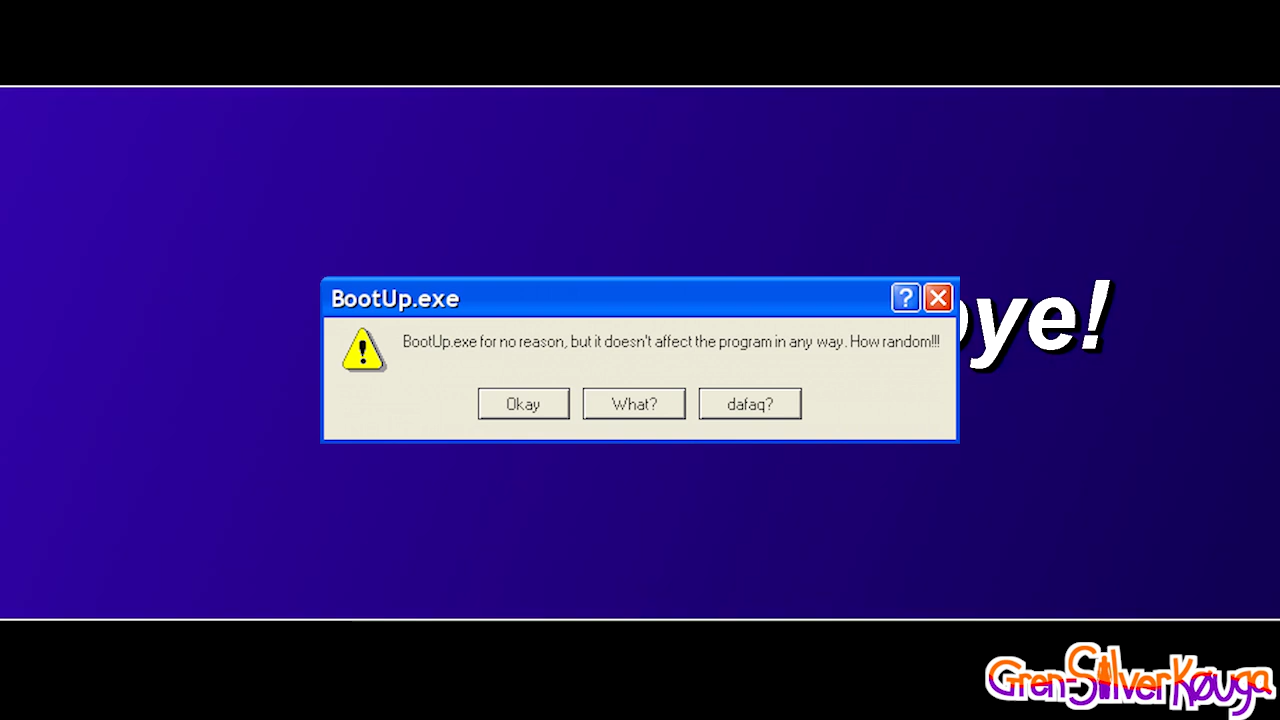 BootUp.exe
ye!
BootUp.exe for no reason, but it doesn't affect the program in any way. How random!!!
Okay What? dafaq?
Gren-SilverKøuga